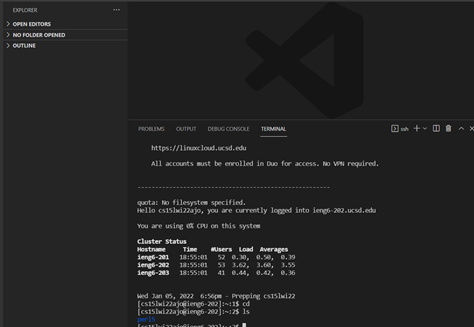 EXPLORER
...
OPEN EDITORS
NO FOLDER OPENED
OUTLINE
PROBLEMS OUTPUT DEBUG CONSOLE TERMINAL
ssh
https://linuxcloud.ucsd.edu
All accounts must be enrolled in Duo for access. No VPN required.
------------------------------------------------------
quota: No filesystem specified.
Hello cs15lwi22ajo, you are currently logged into ieng6-202.ucsd.edu
You are using 0% CPU on this system
Cluster Status
Hostname Time #Users Load Averages
ieng6-201 18:55:01 52 0.30, 0.50, 0.39
ieng6-202 18:55:01 53 3.62, 3.60, 3.55
ieng6-203 18:55:01 41 0.44, 0.42, 0.36
Wed Jan 05, 2022 6:56pm - Prepping cs15lwi22
[cs15lwi22ajo@ieng6-202]:~:1$ cd
[cs15lwi22ajo@ieng6-202]:~:2$ ls
perl5